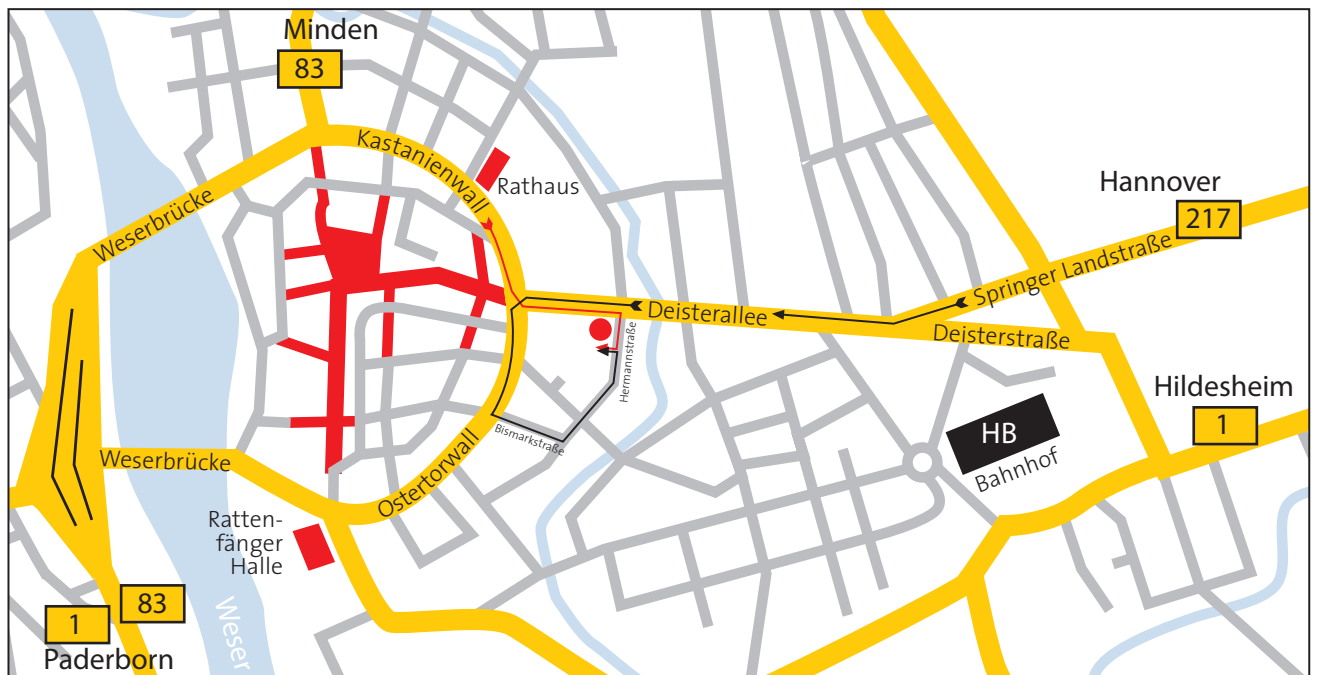 Minden
83
Kastanienwall
Rathaus
Weserbrücke
Hannover
217
Springer Landstraße
Deisterallee
Deisterstraße
Hermannstraße
Hildesheim
1
HB
Bahnhof
Bismarkstraße
Weserbrücke
Ostertorwall
Ratten-
fänger
Halle
83
1
Paderborn
Weser